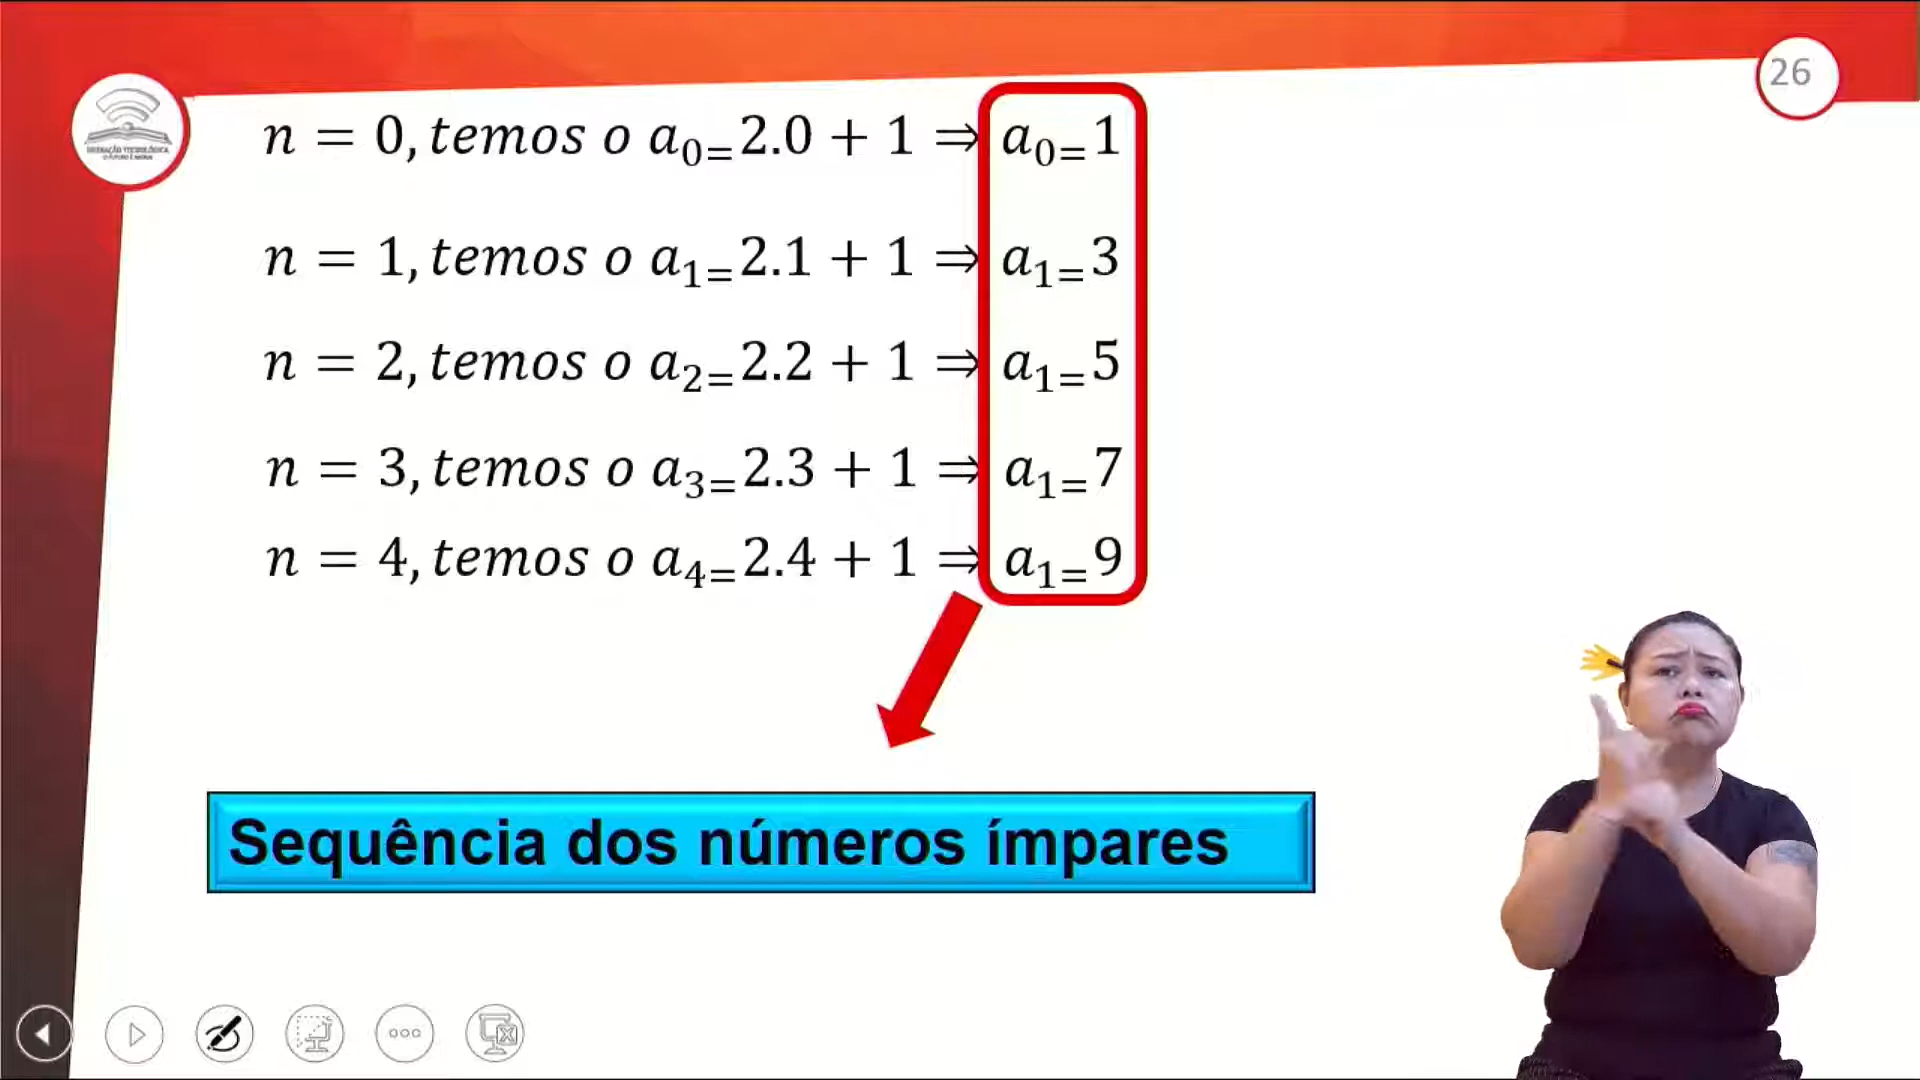 26
n = 0, temos o a₀₌2.0 + 1 ⇒ a₀₌1
n = 1, temos o a₁₌2.1 + 1 ⇒ a₁₌3
n = 2, temos o a₂₌2.2 + 1 ⇒ a₁₌5
n = 3, temos o a₃₌2.3 + 1 ⇒ a₁₌7
n = 4, temos o a₄₌2.4 + 1 ⇒ a₁₌9
Sequência dos números ímpares